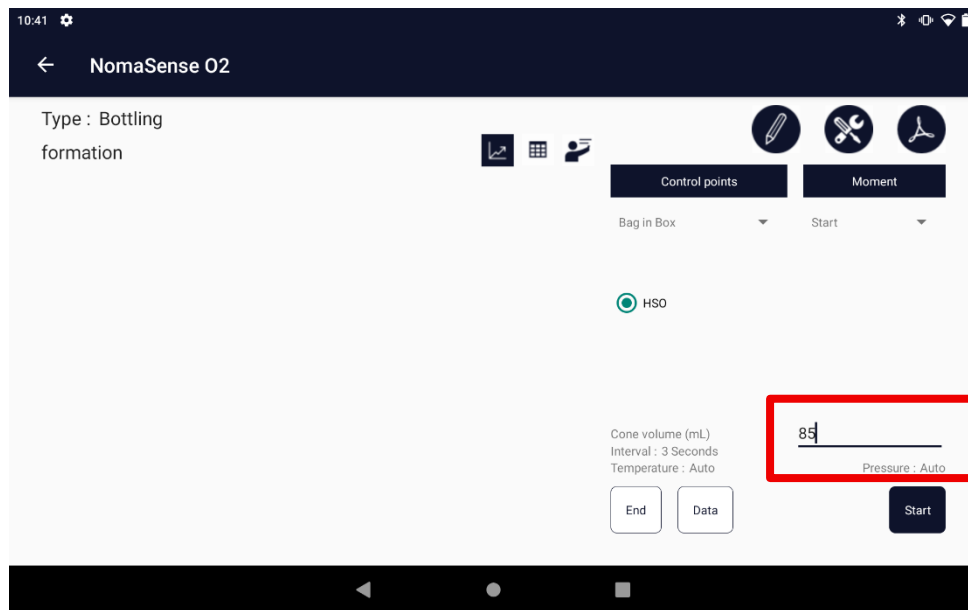 10:41
NomaSense O2
Type : Bottling
formation
Control points
Moment
Bag in Box
Start
HSO
Cone volume (mL)
85
Interval : 3 Seconds
Temperature : Auto
Pressure : Auto
End
Data
Start